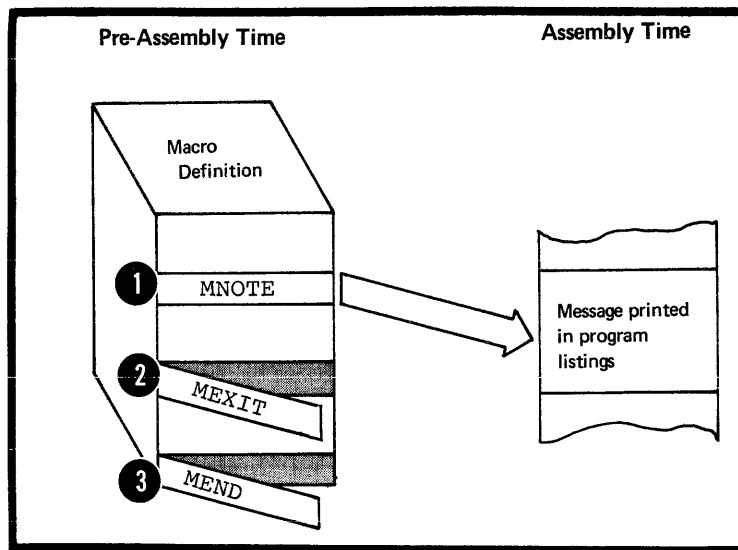 Pre-Assembly Time
Assembly Time
Macro
Definition
1
MNOTE
Message printed
in program
listings
2
MEXIT
3
MEND